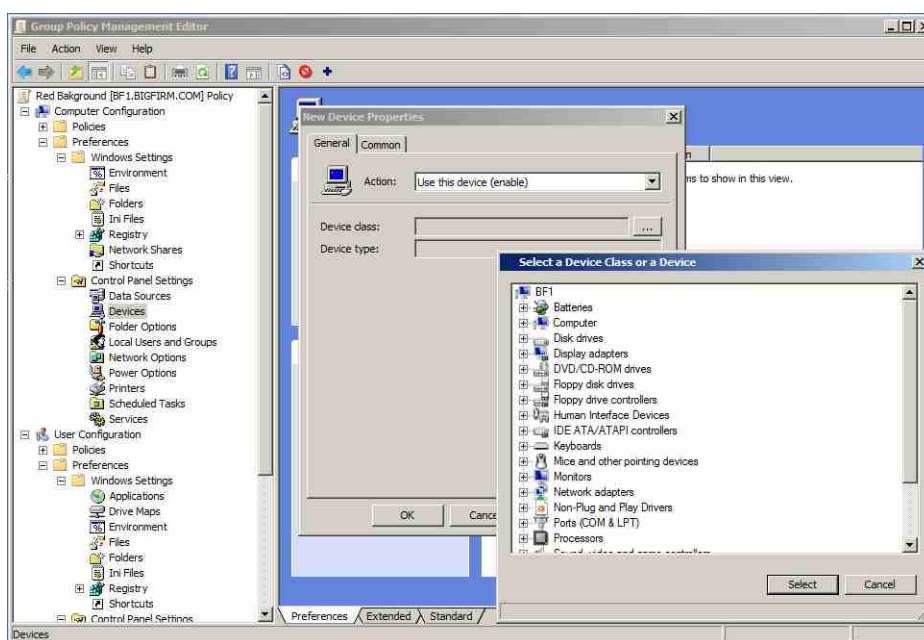 Group Policy Management Editor
File Action View Help
Red Bakground [BF1.BIGFIRM.COM] Policy
Computer Configuration
Policies
Preferences
Windows Settings
Environment
Files
Folders
Ini Files
Registry
Network Shares
Shortcuts
Control Panel Settings
Data Sources
Devices
Folder Options
Local Users and Groups
Network Options
Power Options
Printers
Scheduled Tasks
Services
User Configuration
Policies
Preferences
Windows Settings
Applications
Drive Maps
Environment
Files
Folders
Ini Files
Registry
Shortcuts
Control Panel Settings
New Device Properties
General Common
Action: Use this device (enable)
Device class: ...
Device type:
OK
ms to show in this view.
Select a Device Class or a Device
BF1
Batteries
Computer
Disk drives
Display adapters
DVD/CD-ROM drives
Floppy disk drives
Floppy drive controllers
Human Interface Devices
IDE ATA/ATAPI controllers
Keyboards
Mice and other pointing devices
Monitors
Network adapters
Non-Plug and Play Drivers
Ports (COM & LPT)
Processors
Sound, video and game controllers
Select Cancel
Preferences Extended Standard
Devices